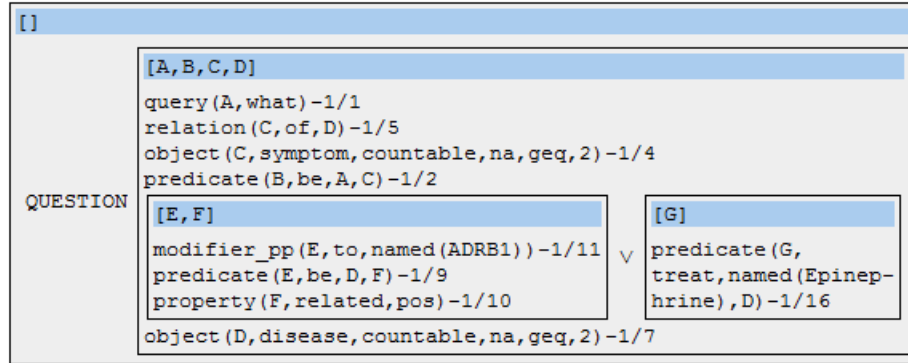 []
[A,B,C,D]
query(A,what)-1/1
relation(C,of,D)-1/5
object(C,symptom,countable,na,geq,2)-1/4
predicate(B,be,A,C)-1/2
QUESTION
[E,F]
modifier_pp(E,to,named(ADRB1))-1/11
predicate(E,be,D,F)-1/9
property(F,related,pos)-1/10
∨
[G]
predicate(G,
treat,named(Epinep-
hrine),D)-1/16
object(D,disease,countable,na,geq,2)-1/7